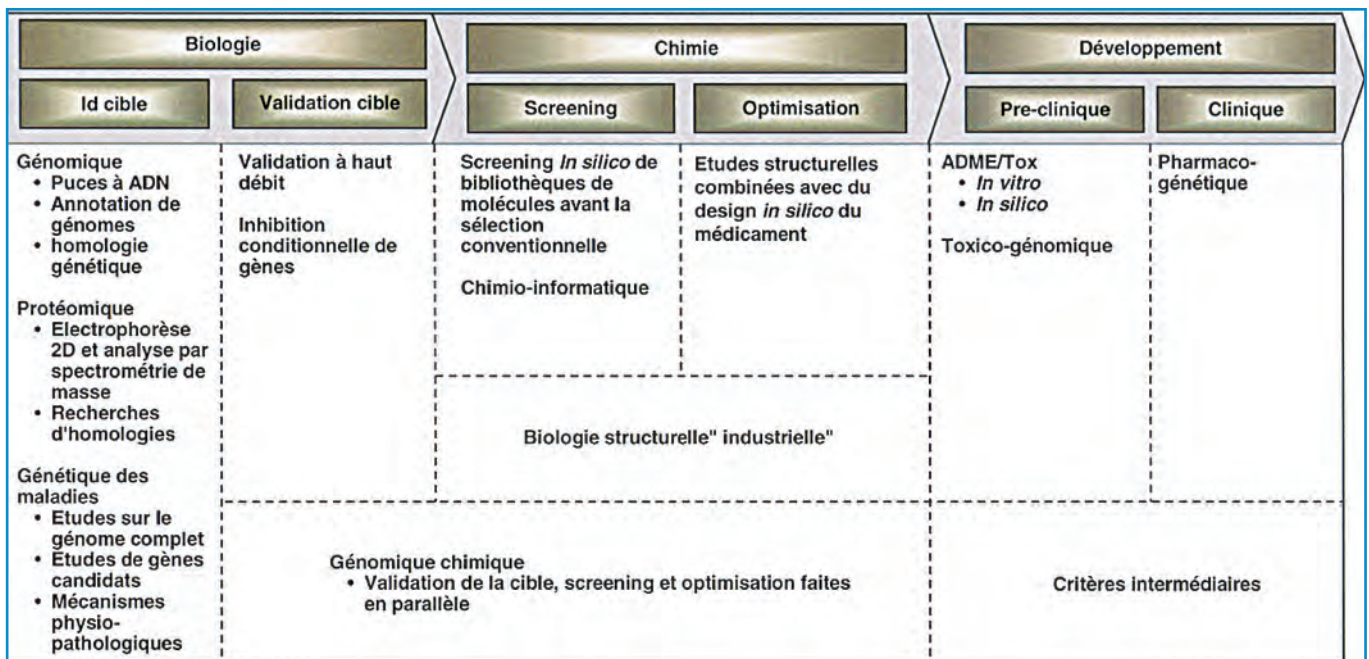 Biologie
Chimie
Développement
Id cible
Validation cible
Screening
Optimisation
Pre-clinique
Clinique
Génomique
• Puces à ADN
• Annotation de
génomes
• homologie
génétique
Protéomique
• Electrophorèse
2D et analyse par
spectrométrie de
masse
• Recherches
d'homologies
Génétique des
maladies
• Etudes sur le
génome complet
• Etudes de gènes
candidats
• Mécanismes
physio-
pathologiques
Validation à haut
débit
Inhibition
conditionnelle de
gènes
Screening In silico de
bibliothèques de
molécules avant la
sélection
conventionnelle
Chimio-informatique
Etudes structurelles
combinées avec du
design in silico du
médicament
ADME/Tox
• In vitro
• In silico
Toxico-génomique
Pharmaco-
génétique
Biologie structurelle" industrielle"
Génomique chimique
• Validation de la cible, screening et optimisation faites
en parallèle
Critères intermédiaires